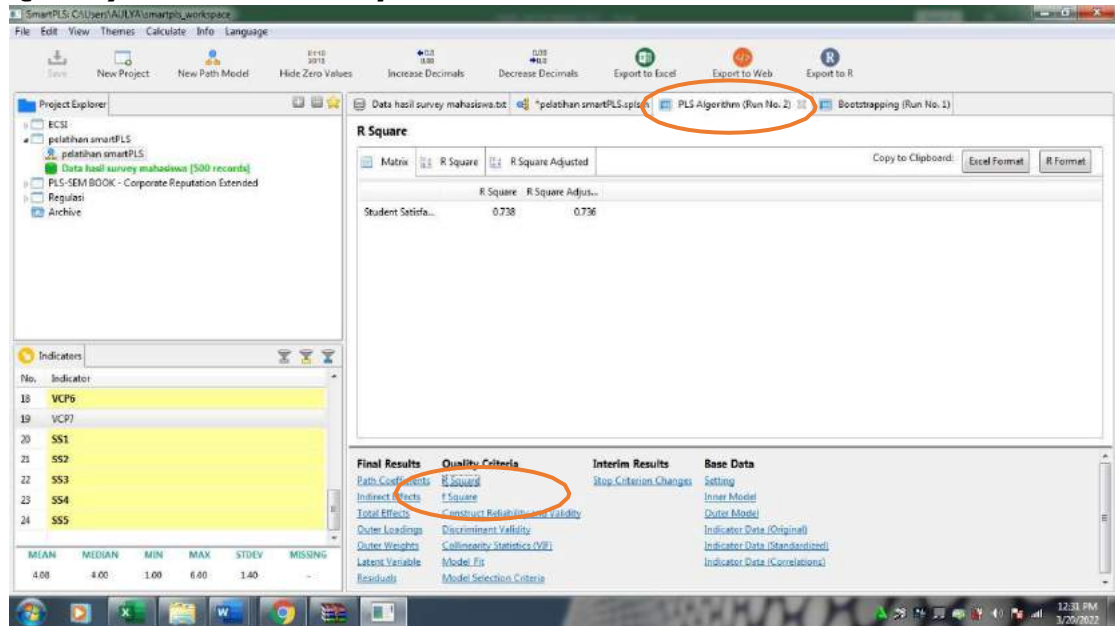 SmartPLS: C:\Users\AULYA\smartpls_workspace
File Edit View Themes Calculate Info Language
Save New Project New Path Model Hide Zero Values Increase Decimals Decrease Decimals Export to Excel Export to Web Export to R
Project Explorer
ECSI
pelatihan smartPLS
pelatihan smartPLS
Data hasil survey mahasiswa [500 records]
PLS-SEM BOOK - Corporate Reputation Extended
Regulasi
Archive
Indicators
No. Indicator
18 VCP6
19 VCP7
20 SS1
21 SS2
22 SS3
23 SS4
24 SS5
MEAN MEDIAN MIN MAX STDEV MISSING
4.08 4.00 1.00 6.00 1.40 -
Data hasil survey mahasiswa.txt *pelatihan smartPLS.splsm PLS Algorithm (Run No. 2) Bootstrapping (Run No. 1)
R Square
Matrix R Square R Square Adjusted Copy to Clipboard: Excel Format R Format
R Square R Square Adjus...
Student Satisfa... 0.738 0.736
Final Results Quality Criteria Interim Results Base Data
Path Coefficients R Square Stop Criterion Changes Setting
Indirect Effects f Square Inner Model
Total Effects Construct Reliability and Validity Outer Model
Outer Loadings Discriminant Validity Indicator Data (Original)
Outer Weights Collinearity Statistics (VIF) Indicator Data (Standardized)
Latent Variable Model Fit Indicator Data (Correlations)
Residuals Model Selection Criteria
12:31 PM
3/20/2022